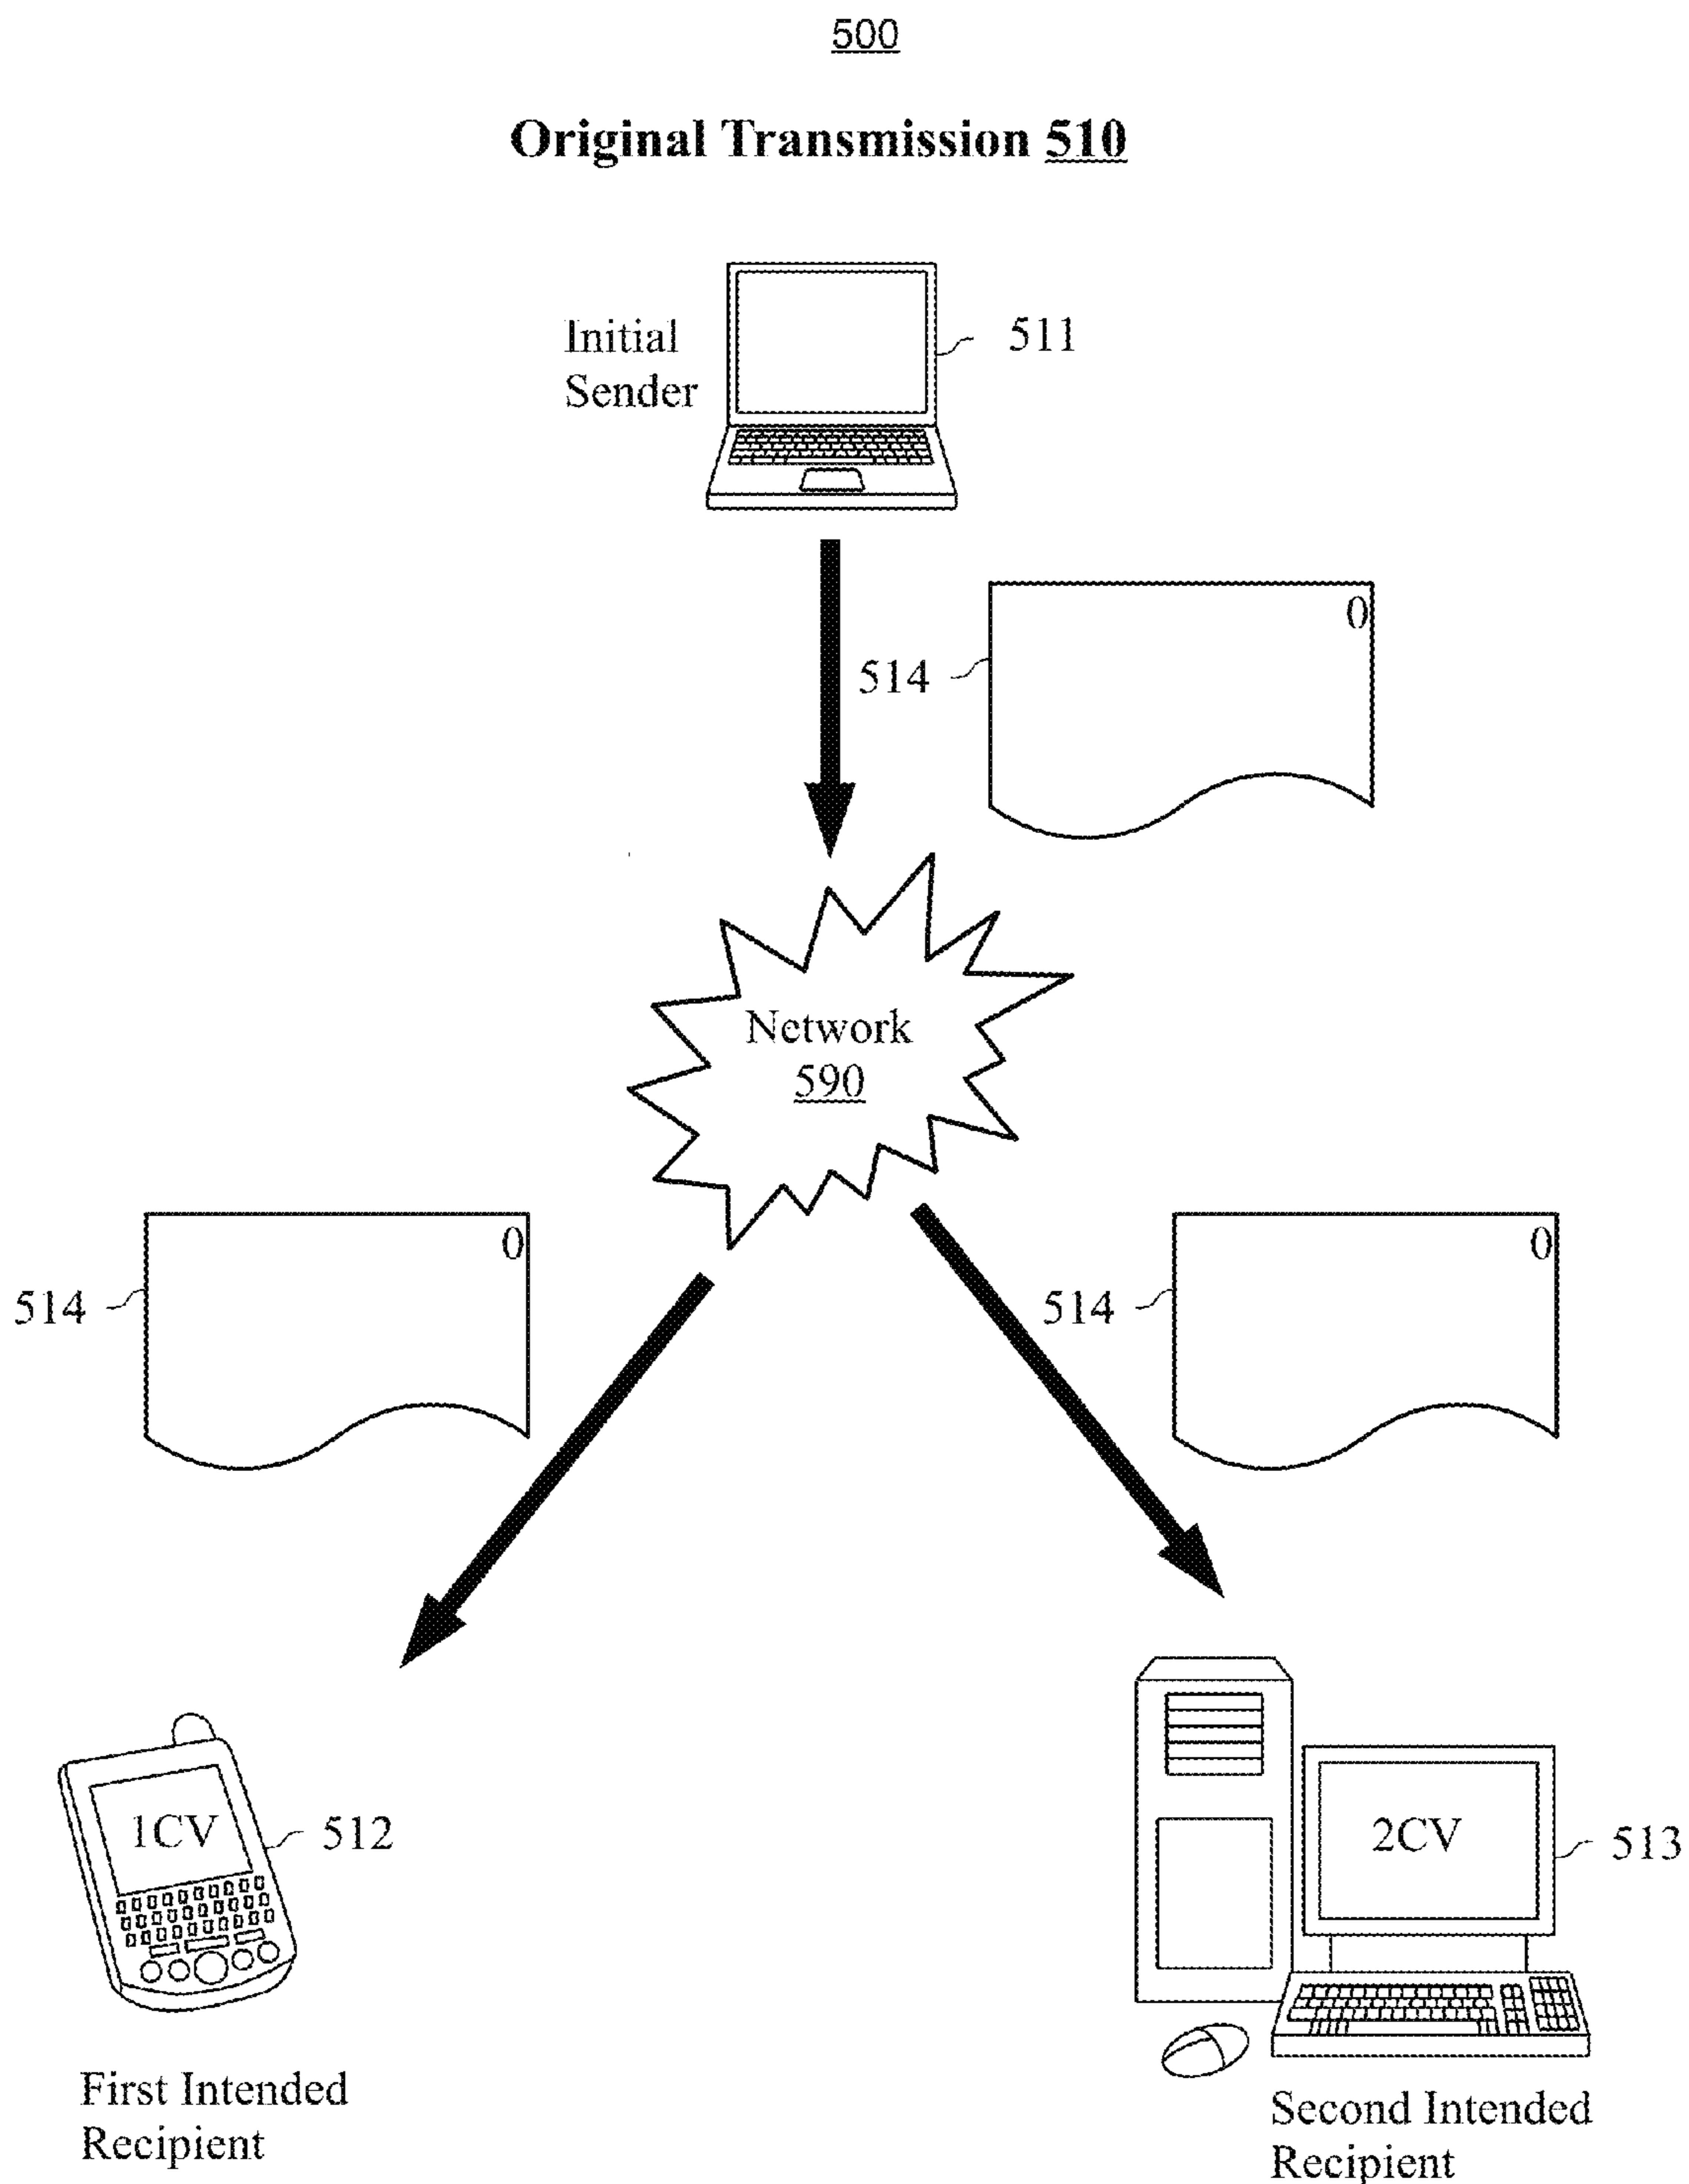 500
Original Transmission 510
Initial
Sender
511
0
514
Network
590
0
514
0
514
1CV
512
2CV
513
First Intended
Recipient
Second Intended
Recipient